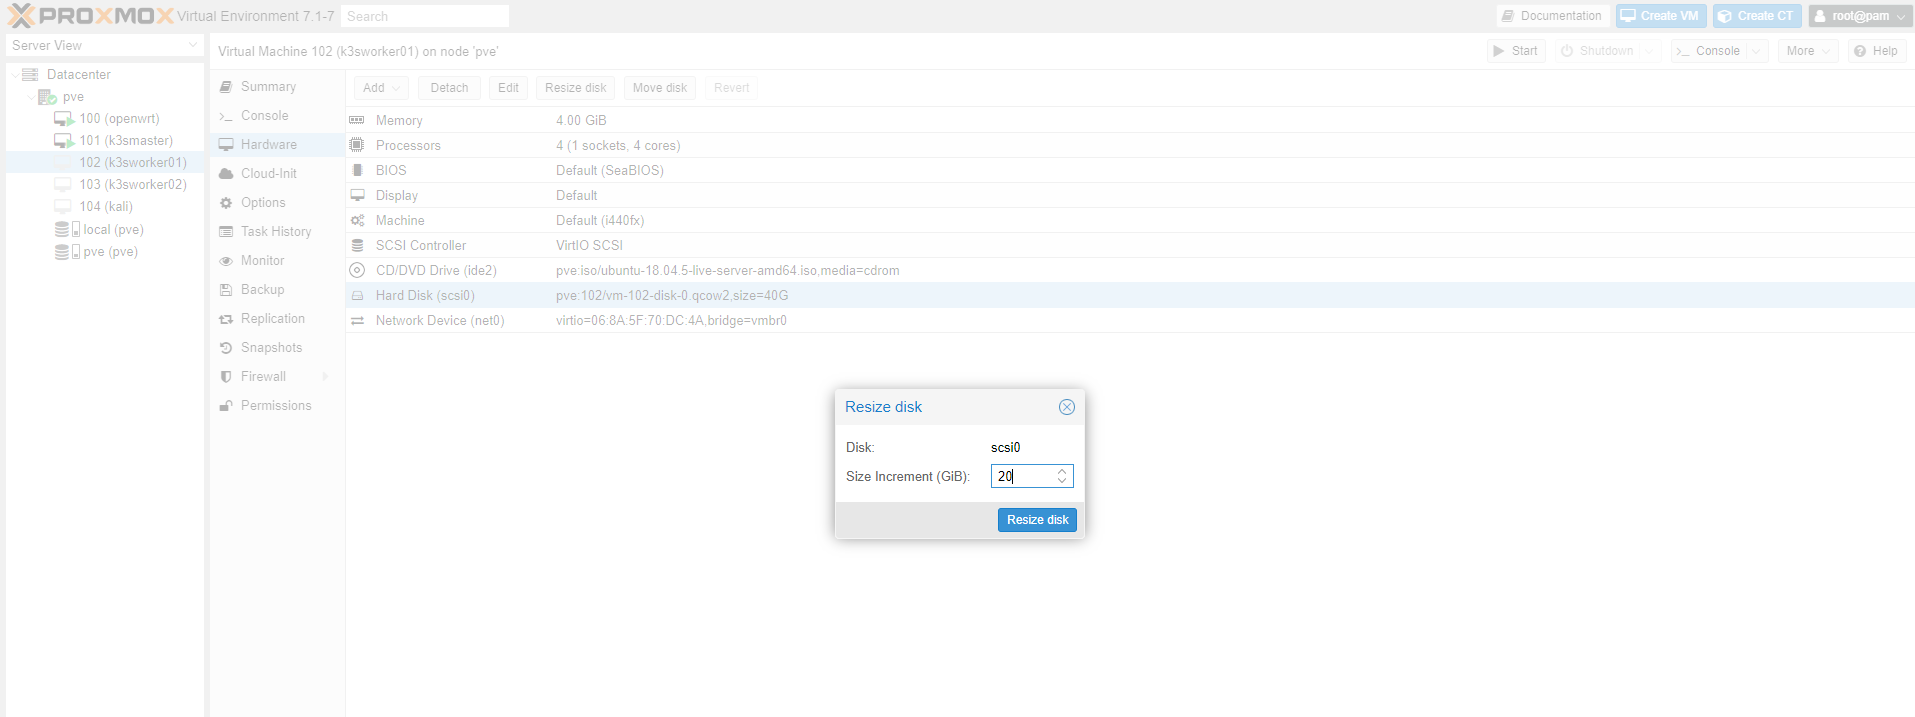 PROXMOX Virtual Environment 7.1-7 Search Documentation Create VM Create CT root@pam
Server View
Virtual Machine 102 (k3sworker01) on node 'pve' Start Shutdown Console More Help
Datacenter
pve
100 (openwrt)
101 (k3smaster)
102 (k3sworker01)
103 (k3sworker02)
104 (kali)
local (pve)
pve (pve)
Summary
Console
Hardware
Cloud-Init
Options
Task History
Monitor
Backup
Replication
Snapshots
Firewall
Permissions
Add Detach Edit Resize disk Move disk Revert
Memory 4.00 GiB
Processors 4 (1 sockets, 4 cores)
BIOS Default (SeaBIOS)
Display Default
Machine Default (i440fx)
SCSI Controller VirtIO SCSI
CD/DVD Drive (ide2) pve:iso/ubuntu-18.04.5-live-server-amd64.iso,media=cdrom
Hard Disk (scsi0) pve:102/vm-102-disk-0.qcow2,size=40G
Network Device (net0) virtio=06:8A:5F:70:DC:4A,bridge=vmbr0
Resize disk
Disk: scsi0
Size Increment (GiB): 20
Resize disk